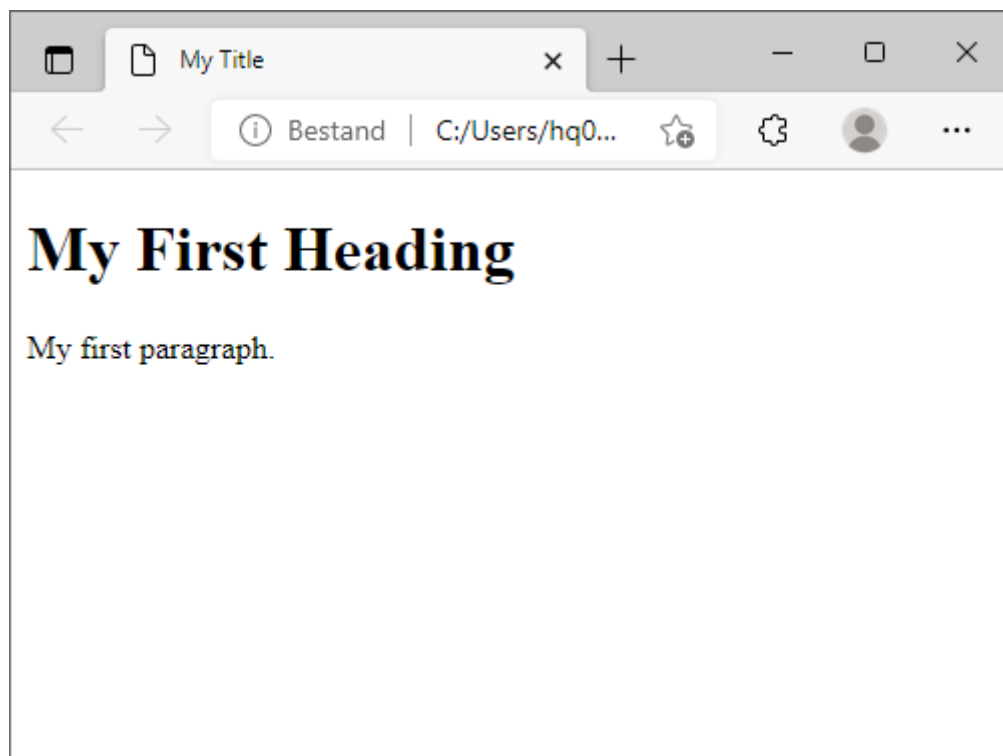 My Title
Bestand C:/Users/hq0...
My First Heading
My first paragraph.